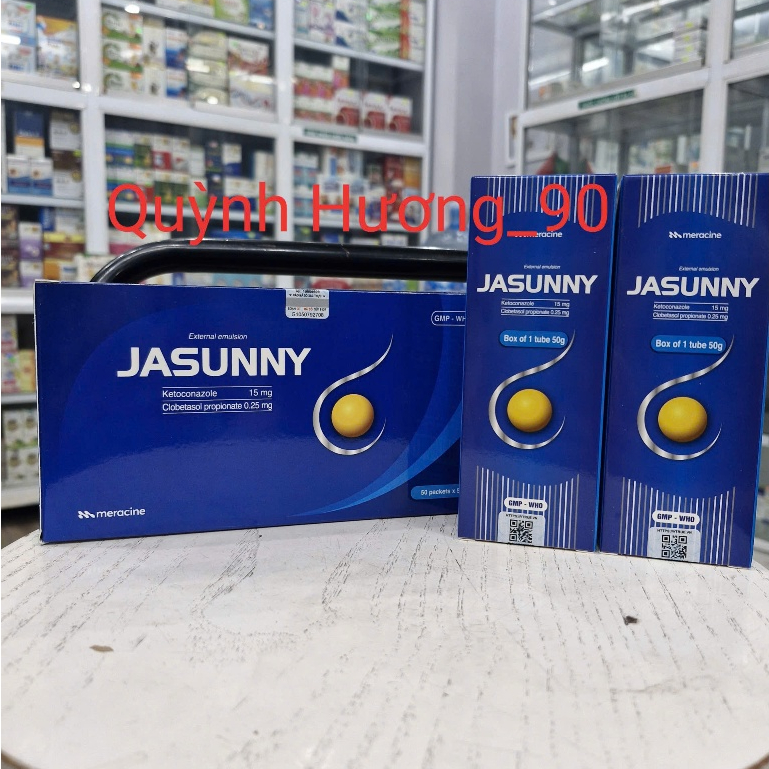 Quỳnh Hương_90
External emulsion
JASUNNY
Ketoconazole 15 mg
Clobetasol propionate 0.25 mg
GMP - WH
meracine
50 packets x 5
meracine
External emulsion
JASUNNY
Ketoconazole 15 mg
Clobetasol propionate 0.25 mg
Box of 1 tube 50g
GMP - WHO
meracine
External emulsion
JASUNNY
Ketoconazole 15 mg
Clobetasol propionate 0.25 mg
Box of 1 tube 50g
GMP - WHO